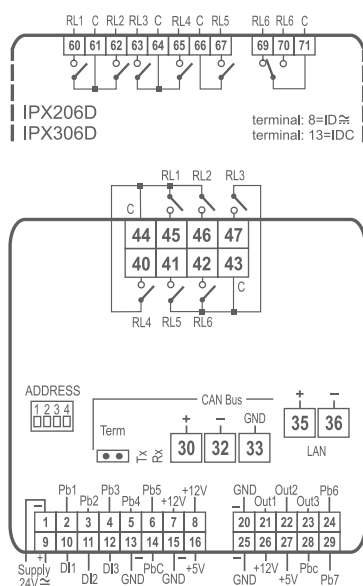 RL1 C RL2 RL3 C RL4 C RL5 RL6 RL6 C
60 61 62 63 64 65 66 67 69 70 71
IPX206D
IPX306D
terminal: 8=ID≂
terminal: 13=IDC
RL1 RL2 RL3
C
44 45 46 47
40 41 42 43
C
RL4 RL5 RL6
ADDRESS
1 2 3 4
CAN Bus
Term
Tx
Rx
+ − GND
30 32 33
+ −
35 36
LAN
Pb1 Pb2 Pb3 Pb4 Pb5 +12V +12V
− 1 2 3 4 5 6 7 8
9 10 11 12 13 14 15 16
+
Supply
24V≂
DI1 DI2 DI3 GND − PbC GND − +5V
GND Out1 Out2 Out3 Pb6
− 20 21 22 23 24
25 26 27 28 29
− GND +12V +5V Pbc Pb7